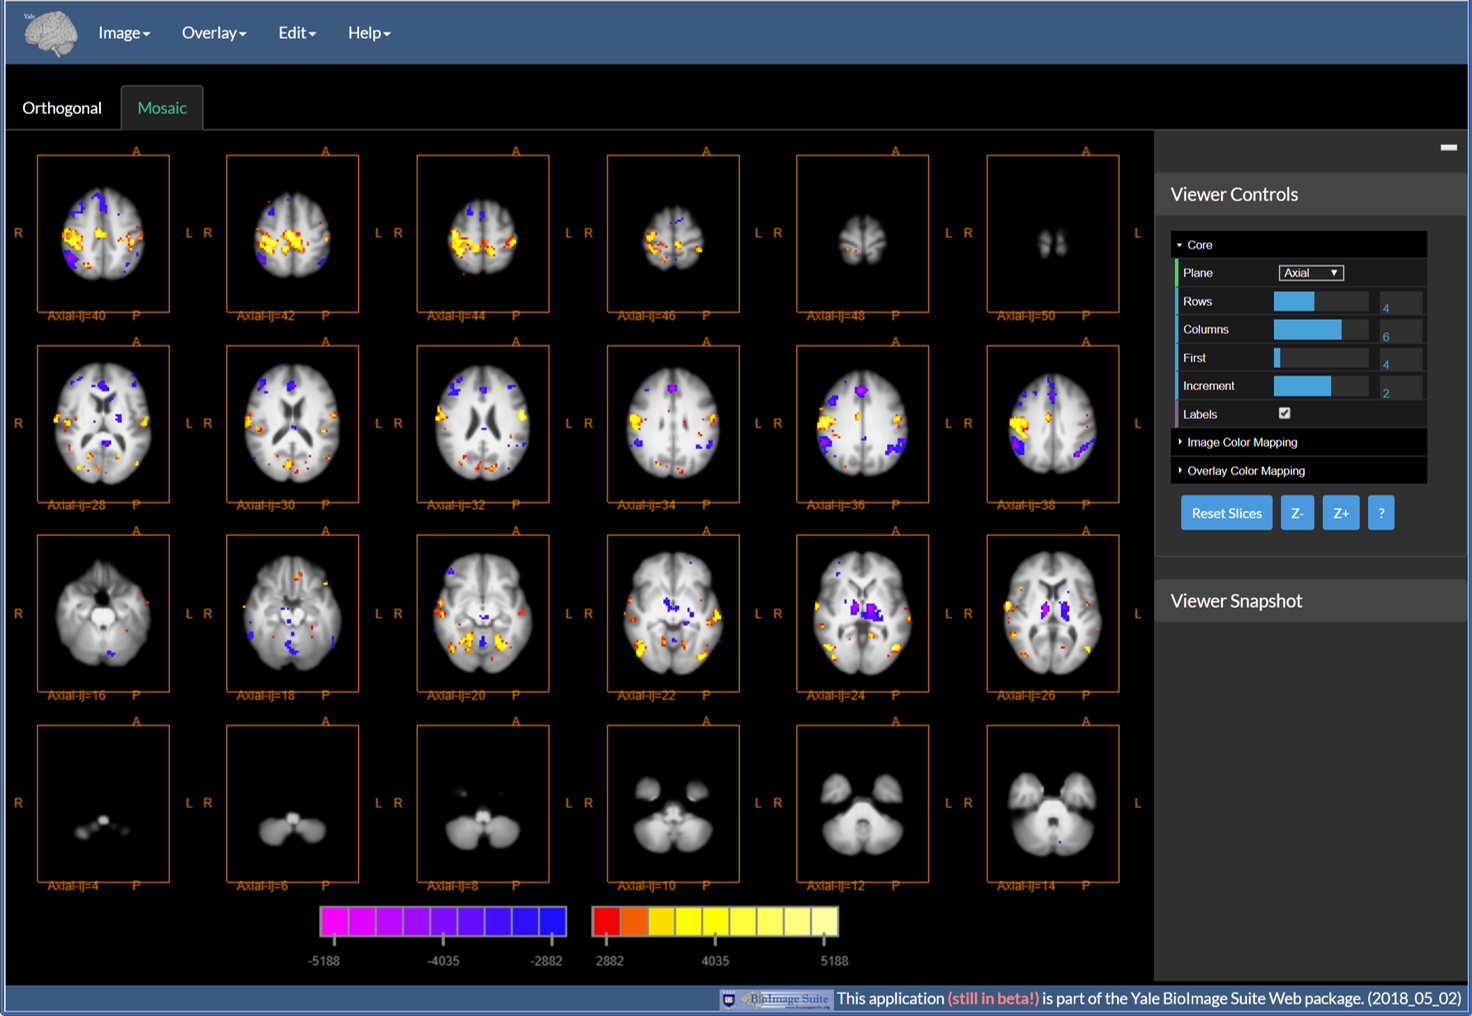 Yale
Image Overlay Edit Help
Orthogonal Mosaic
A A A A A A
R L R L R L R L R L R L
Axial-ij=40 P Axial-ij=42 P Axial-ij=44 P Axial-ij=46 P Axial-ij=48 P Axial-ij=50 P
A A A A A A
R L R L R L R L R L R L
Axial-ij=28 P Axial-ij=30 P Axial-ij=32 P Axial-ij=34 P Axial-ij=36 P Axial-ij=38 P
A A A A A A
R L R L R L R L R L R L
Axial-ij=16 P Axial-ij=18 P Axial-ij=20 P Axial-ij=22 P Axial-ij=24 P Axial-ij=26 P
A A A A A A
R L R L R L R L R L R L
Axial-ij=4 P Axial-ij=6 P Axial-ij=8 P Axial-ij=10 P Axial-ij=12 P Axial-ij=14 P
-5188 -4035 -2882 2882 4035 5188
Viewer Controls
Core
Plane Axial
Rows 4
Columns 6
First 4
Increment 2
Labels
Image Color Mapping
Overlay Color Mapping
Reset Slices Z- Z+ ?
Viewer Snapshot
BioImage Suite This application (still in beta!) is part of the Yale BioImage Suite Web package. (2018_05_02)